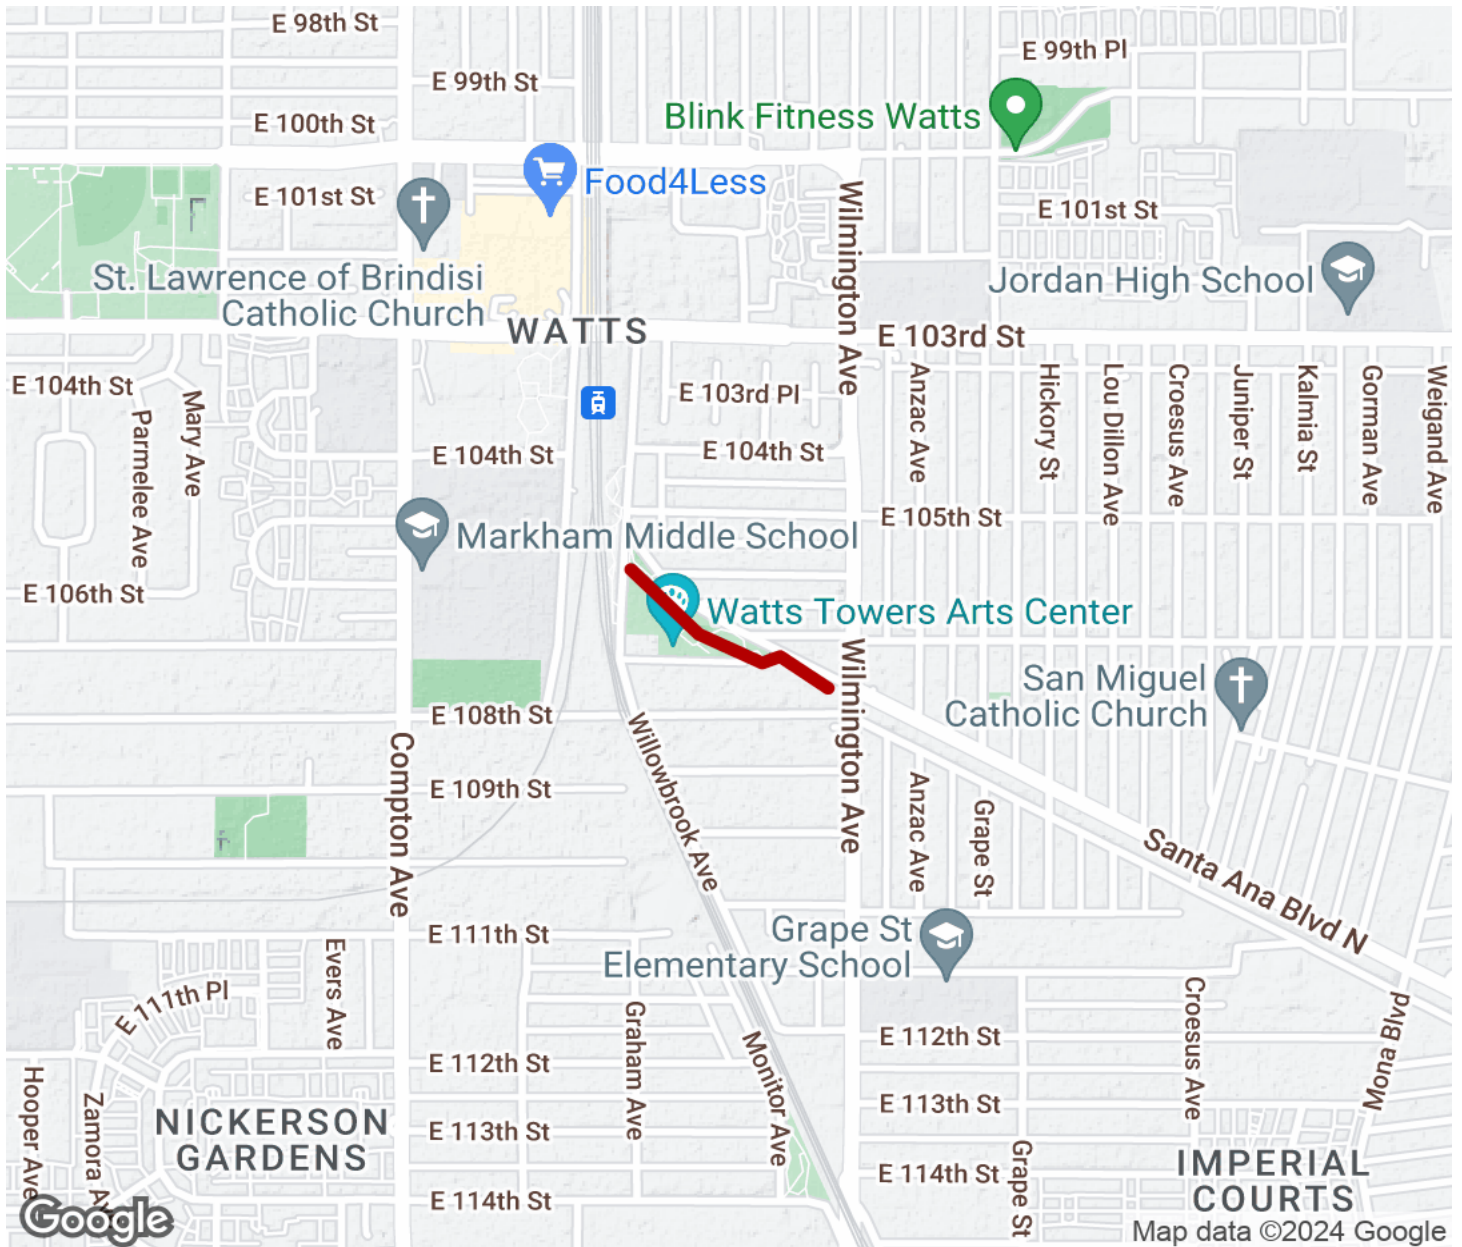 E 98th St
E 99th Pl
E 99th St
Blink Fitness Watts
E 100th St
Food4Less
E 101st St
E 101st St
Wilmington Ave
St. Lawrence of Brindisi
Catholic Church
Jordan High School
WATTS
E 103rd St
E 104th St
Parmelee Ave
Mary Ave
E 103rd Pl
Anzac Ave
Hickory St
Lou Dillon Ave
Croesus Ave
Juniper St
Kalmia St
Gorman Ave
Weigand Ave
E 104th St
E 104th St
E 105th St
Markham Middle School
E 106th St
Watts Towers Arts Center
Wilmington Ave
San Miguel
Catholic Church
E 108th St
Compton Ave
Willowbrook Ave
E 109th St
Anzac Ave
Grape St
Santa Ana Blvd N
E 111th St
Grape St
Elementary School
Evers Ave
E 111th Pl
Graham Ave
Monitor Ave
E 112th St
E 112th St
Croesus Ave
Mona Blvd
Hooper Ave
Zamora Ave
NICKERSON
GARDENS
E 113th St
E 113th St
E 114th St
E 114th St
Grape St
IMPERIAL
COURTS
Google
Map data ©2024 Google